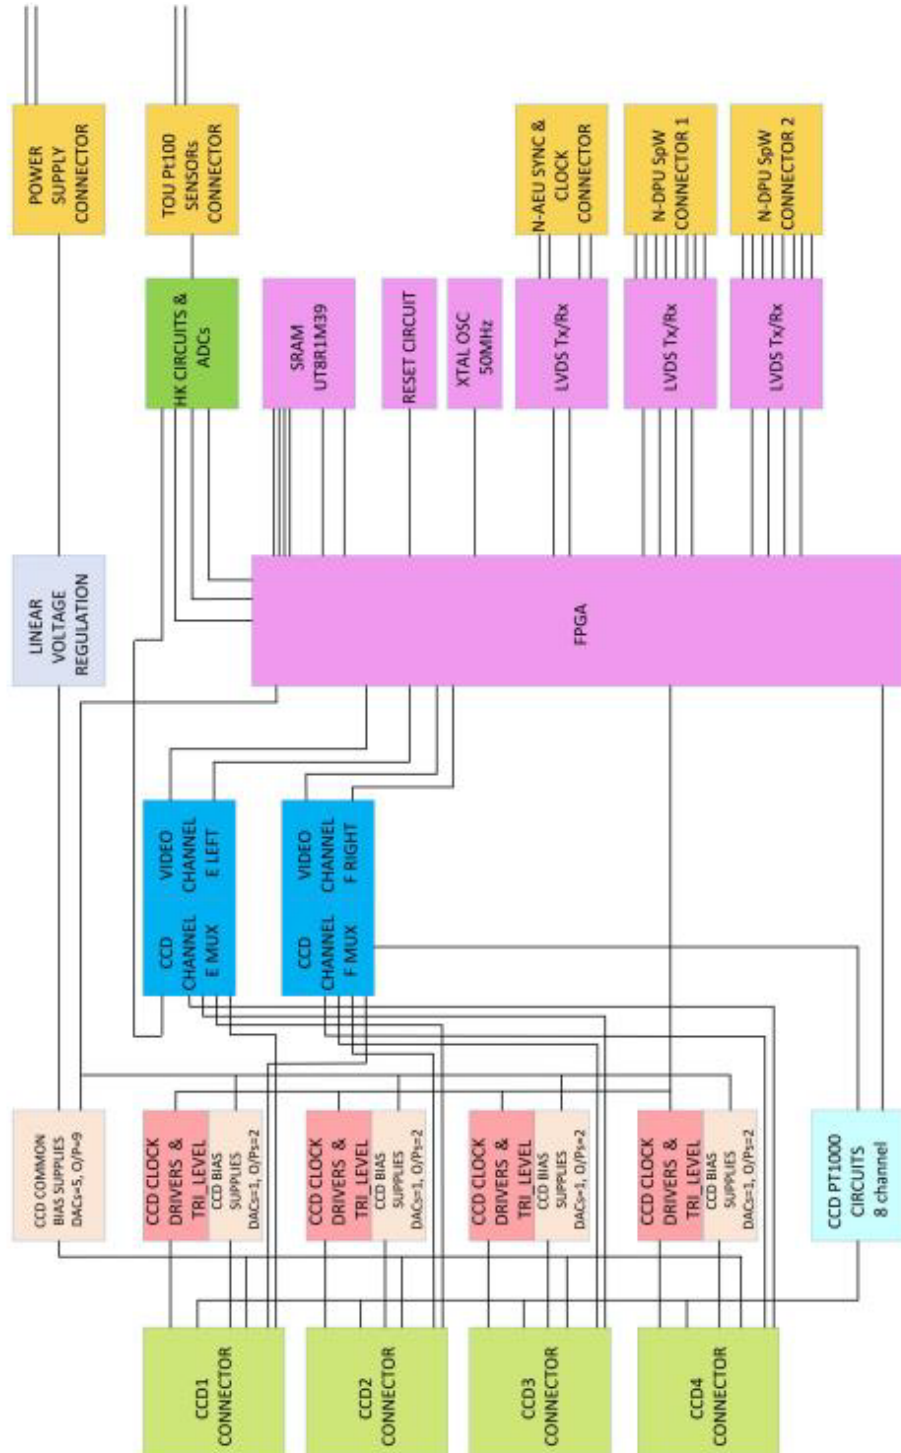 POWER
SUPPLY
CONNECTOR
TOU Pt100
SENSORs
CONNECTOR
N-AEU SYNC &
CLOCK
CONNECTOR
N-DPU SpW
CONNECTOR 1
N-DPU SpW
CONNECTOR 2
HK CIRCUITS &
ADCs
SRAM
UT8R1M39
RESET CIRCUIT
XTAL OSC
50MHz
LVDS Tx/Rx
LVDS Tx/Rx
LVDS Tx/Rx
LINEAR
VOLTAGE
REGULATION
FPGA
VIDEO
CHANNEL
E LEFT
CCD
CHANNEL
E MUX
VIDEO
CHANNEL
F RIGHT
CCD
CHANNEL
F MUX
CCD COMMON
BIAS SUPPLIES
DACs=5, O/P=9
CCD CLOCK
DRIVERS &
TRI_LEVEL
CCD BIAS
SUPPLIES
DACs=1, O/Ps=2
CCD CLOCK
DRIVERS &
TRI_LEVEL
CCD BIAS
SUPPLIES
DACs=1, O/Ps=2
CCD CLOCK
DRIVERS &
TRI_LEVEL
CCD BIAS
SUPPLIES
DACs=1, O/Ps=2
CCD CLOCK
DRIVERS &
TRI_LEVEL
CCD BIAS
SUPPLIES
DACs=1, O/Ps=2
CCD PT1000
CIRCUITS
8 channel
CCD1
CONNECTOR
CCD2
CONNECTOR
CCD3
CONNECTOR
CCD4
CONNECTOR